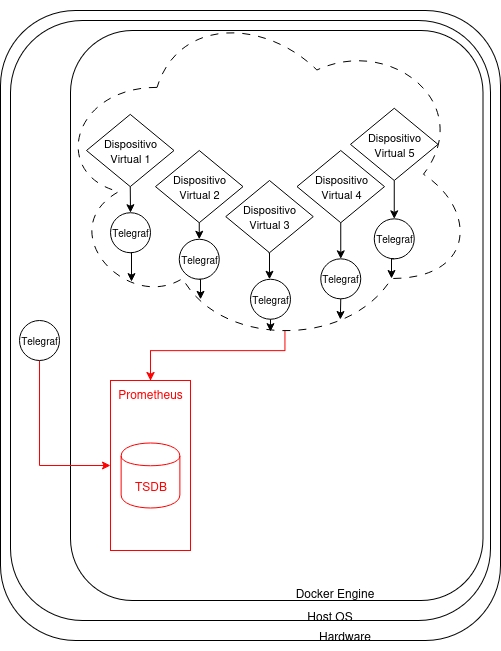 Dispositivo
Virtual 1
Dispositivo
Virtual 2
Dispositivo
Virtual 3
Dispositivo
Virtual 4
Dispositivo
Virtual 5
Telegraf
Telegraf
Telegraf
Telegraf
Telegraf
Telegraf
Prometheus
TSDB
Docker Engine
Host OS
Hardware